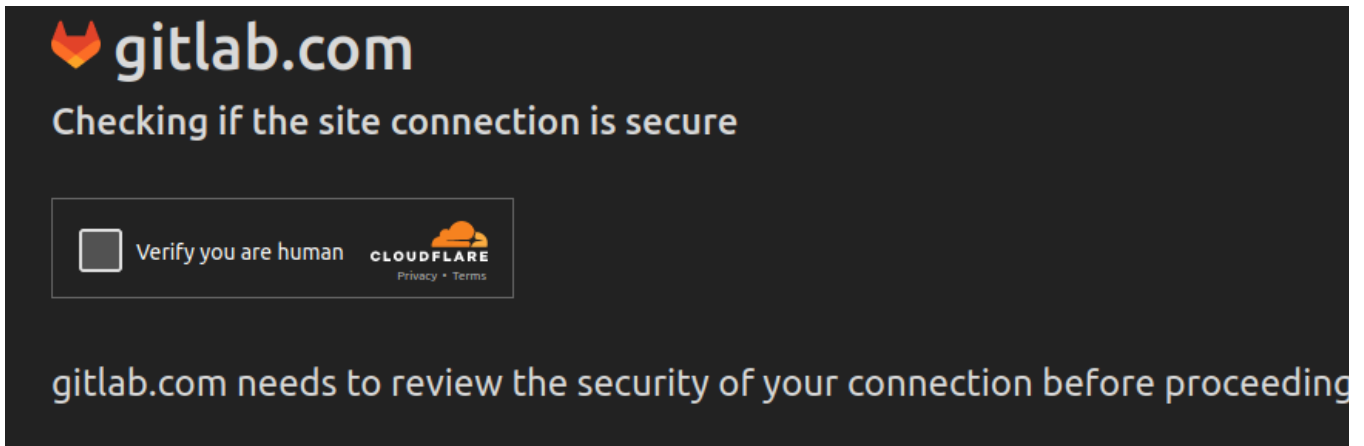 gitlab.com
Checking if the site connection is secure
Verify you are human
CLOUDFLARE
Privacy • Terms
gitlab.com needs to review the security of your connection before proceeding